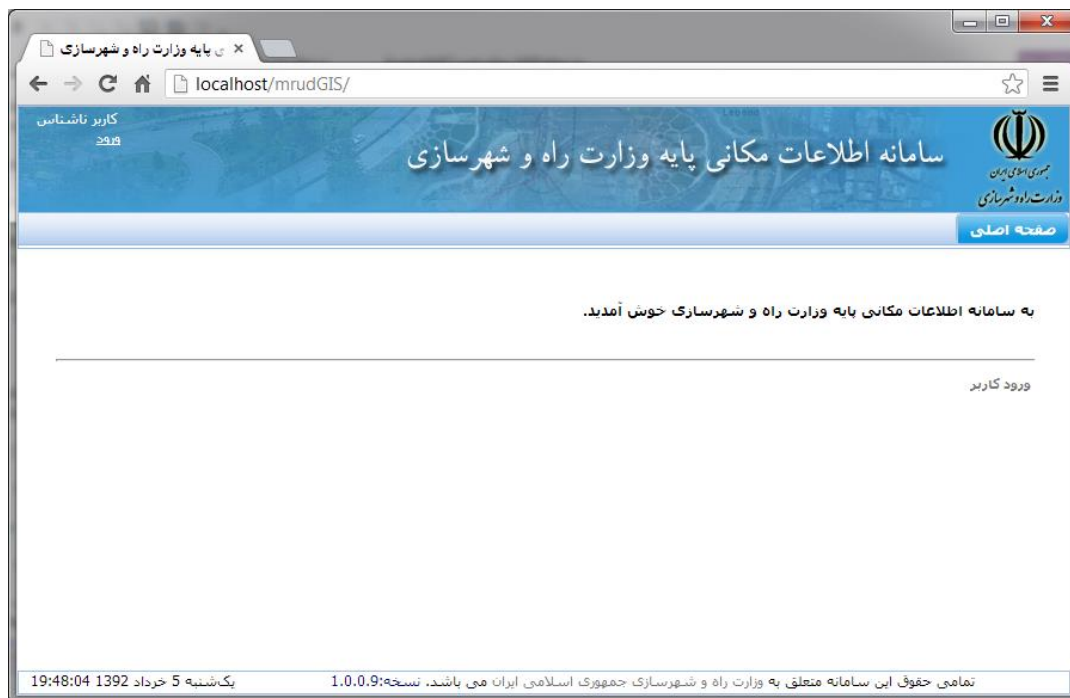 ی پایه وزارت راه و شهرسازی
localhost/mrudGIS/
کاربر ناشناس
ورود
سامانه اطلاعات مکانی پایه وزارت راه و شهرسازی
جمهوری اسلامی ایران
وزارت راه و شهرسازی
صفحه اصلی
به سامانه اطلاعات مکانی پایه وزارت راه و شهرسازی خوش آمدید.
ورود کاربر
تمامی حقوق این سامانه متعلق به وزارت راه و شهرسازی جمهوری اسلامی ایران می باشد. نسخه:1.0.0.9
یک‌شنبه 5 خرداد 1392 19:48:04